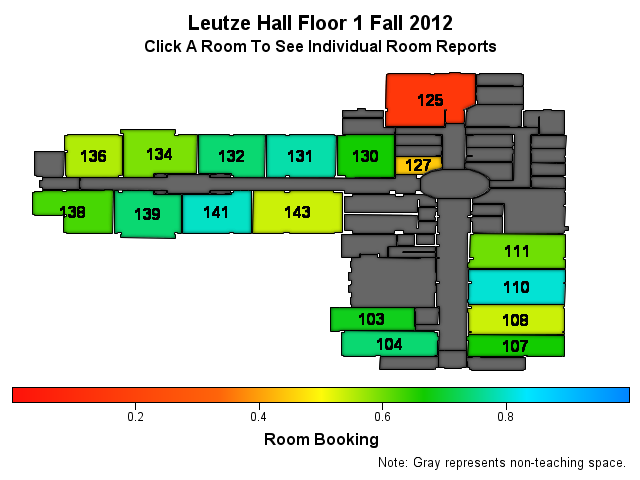 Leutze Hall Floor 1 Fall 2012
Click A Room To See Individual Room Reports
125
136 134 132 131 130 127
138 139 141 143
111
110
103 108
104 107
0.2 0.4 0.6 0.8
Room Booking
Note: Gray represents non-teaching space.